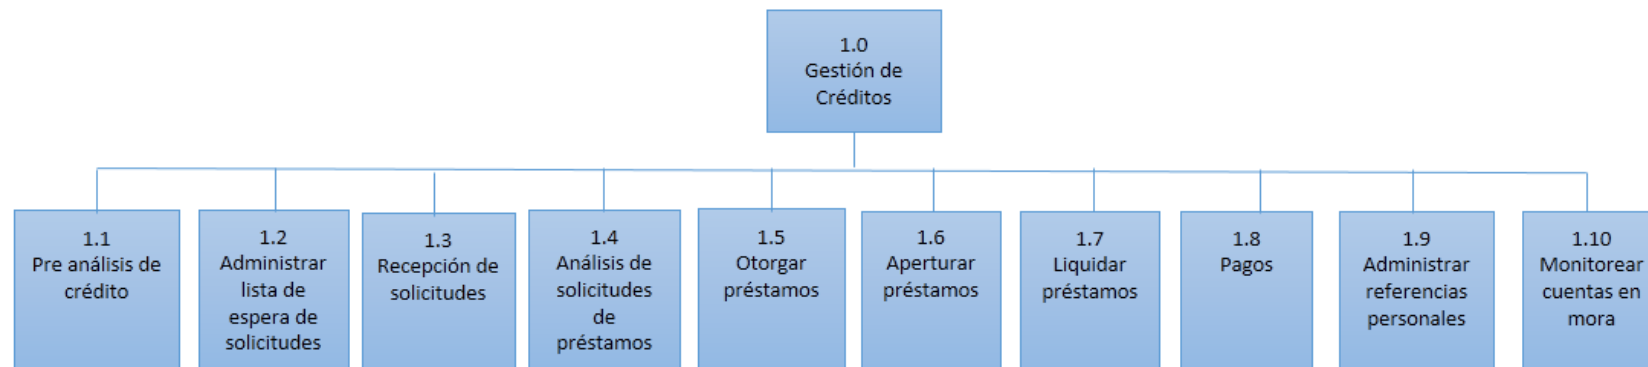 1.0
Gestión de
Créditos
1.1
Pre análisis de
crédito
1.2
Administrar
lista de
espera de
solicitudes
1.3
Recepción de
solicitudes
1.4
Análisis de
solicitudes
de
préstamos
1.5
Otorgar
préstamos
1.6
Aperturar
préstamos
1.7
Liquidar
préstamos
1.8
Pagos
1.9
Administrar
referencias
personales
1.10
Monitorear
cuentas en
mora